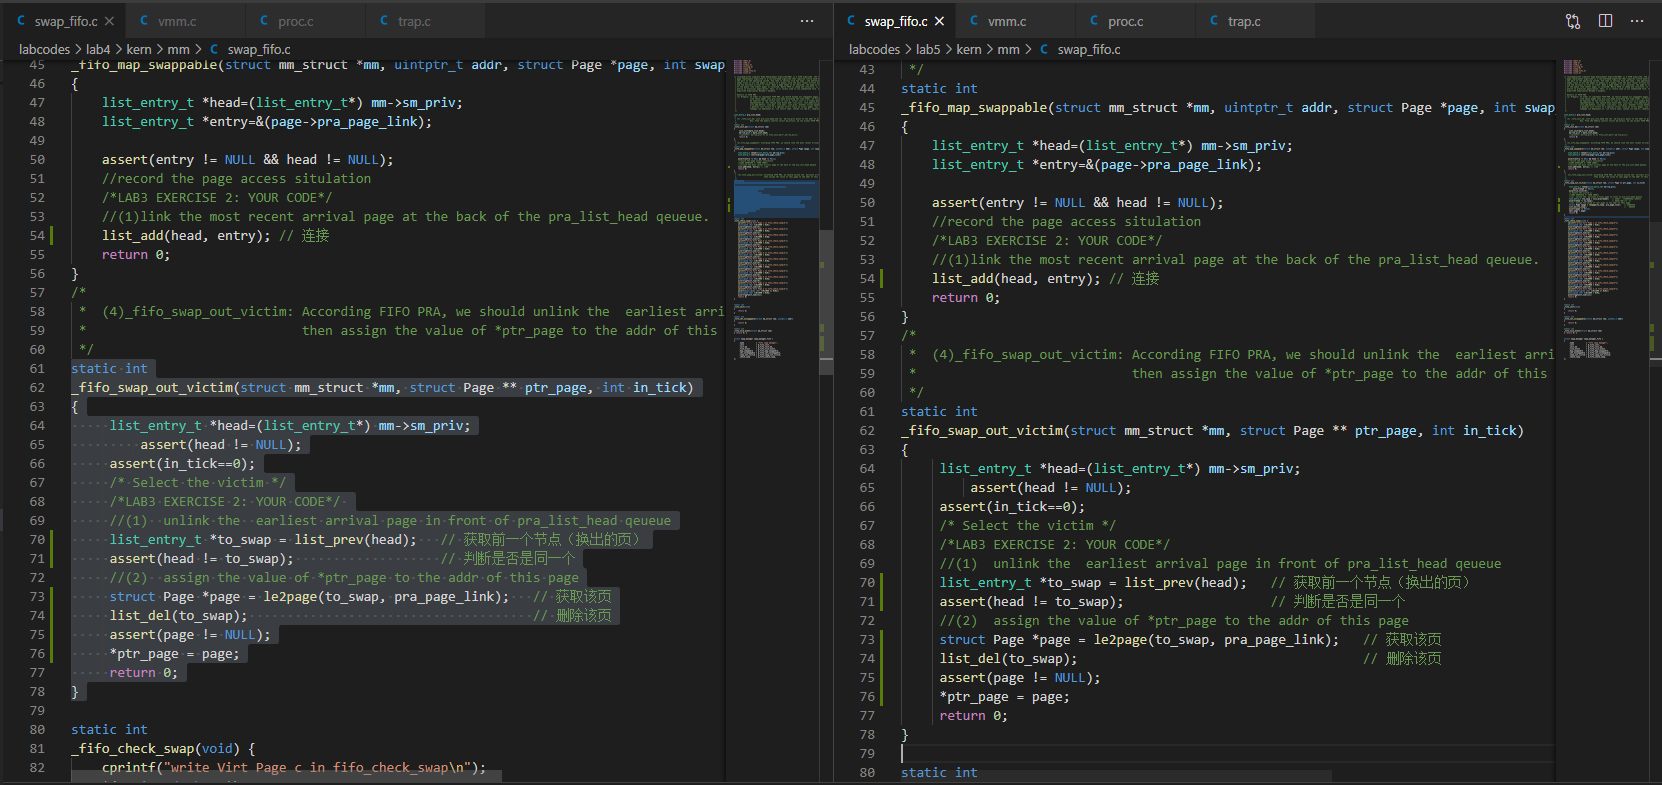 swap_fifo.c
vmm.c
proc.c
trap.c
labcodes > lab4 > kern > mm > C swap_fifo.c
45 _fifo_map_swappable(struct mm_struct *mm, uintptr_t addr, struct Page *page, int swap_
46 {
47     list_entry_t *head=(list_entry_t*) mm->sm_priv;
48     list_entry_t *entry=&(page->pra_page_link);
49
50     assert(entry != NULL && head != NULL);
51     //record the page access situlation
52     /*LAB3 EXERCISE 2: YOUR CODE*/
53     //(1)link the most recent arrival page at the back of the pra_list_head qeueue.
54     list_add(head, entry); // 连接
55     return 0;
56 }
57 /*
58  *  (4)_fifo_swap_out_victim: According FIFO PRA, we should unlink the  earliest arri
59  *                            then assign the value of *ptr_page to the addr of this
60  */
61 static int
62 _fifo_swap_out_victim(struct mm_struct *mm, struct Page ** ptr_page, int in_tick)
63 {
64      list_entry_t *head=(list_entry_t*) mm->sm_priv;
65          assert(head != NULL);
66      assert(in_tick==0);
67      /* Select the victim */
68      /*LAB3 EXERCISE 2: YOUR CODE*/
69      //(1)  unlink the  earliest arrival page in front of pra_list_head qeueue
70      list_entry_t *to_swap = list_prev(head);   // 获取前一个节点（换出的页）
71      assert(head != to_swap);                   // 判断是否是同一个
72      //(2)  assign the value of *ptr_page to the addr of this page
73      struct Page *page = le2page(to_swap, pra_page_link);   // 获取该页
74      list_del(to_swap);                                     // 删除该页
75      assert(page != NULL);
76      *ptr_page = page;
77      return 0;
78 }
79
80 static int
81 _fifo_check_swap(void) {
82     cprintf("write Virt Page c in fifo_check_swap\n");
swap_fifo.c
vmm.c
proc.c
trap.c
labcodes > lab5 > kern > mm > C swap_fifo.c
43  */
44 static int
45 _fifo_map_swappable(struct mm_struct *mm, uintptr_t addr, struct Page *page, int swap
46 {
47     list_entry_t *head=(list_entry_t*) mm->sm_priv;
48     list_entry_t *entry=&(page->pra_page_link);
49
50     assert(entry != NULL && head != NULL);
51     //record the page access situlation
52     /*LAB3 EXERCISE 2: YOUR CODE*/
53     //(1)link the most recent arrival page at the back of the pra_list_head qeueue.
54     list_add(head, entry); // 连接
55     return 0;
56 }
57 /*
58  *  (4)_fifo_swap_out_victim: According FIFO PRA, we should unlink the  earliest arri
59  *                            then assign the value of *ptr_page to the addr of this
60  */
61 static int
62 _fifo_swap_out_victim(struct mm_struct *mm, struct Page ** ptr_page, int in_tick)
63 {
64      list_entry_t *head=(list_entry_t*) mm->sm_priv;
65          assert(head != NULL);
66      assert(in_tick==0);
67      /* Select the victim */
68      /*LAB3 EXERCISE 2: YOUR CODE*/
69      //(1)  unlink the  earliest arrival page in front of pra_list_head qeueue
70      list_entry_t *to_swap = list_prev(head);   // 获取前一个节点（换出的页）
71      assert(head != to_swap);                   // 判断是否是同一个
72      //(2)  assign the value of *ptr_page to the addr of this page
73      struct Page *page = le2page(to_swap, pra_page_link);   // 获取该页
74      list_del(to_swap);                                     // 删除该页
75      assert(page != NULL);
76      *ptr_page = page;
77      return 0;
78 }
79
80 static int